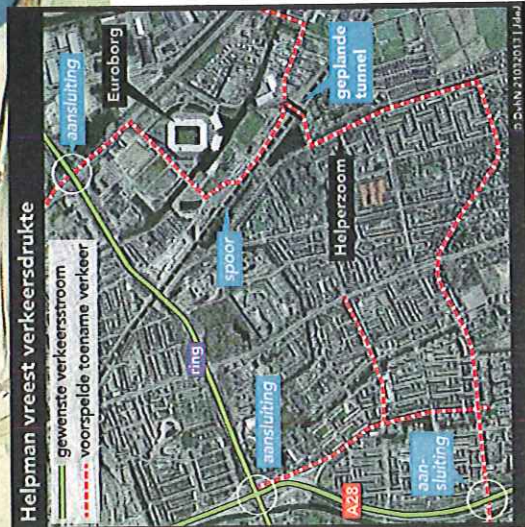 Helpman vreest verkeersdrukte
gewenste verkeersstroom
voorspelde toename verkeer
aansluiting
Euroborg
geplande
tunnel
spoor
Helperzoom
ring
aansluiting
A28
aan-
sluiting
© DvhN 21032013 | JdeJ